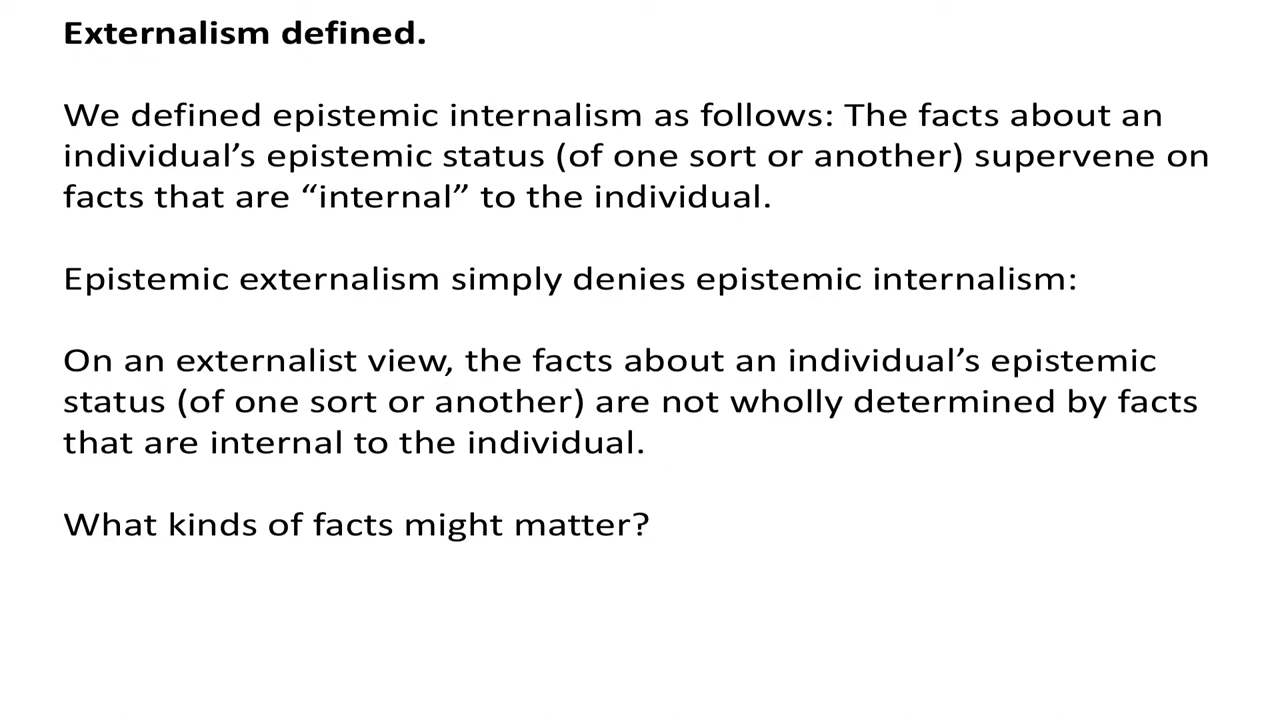 Externalism defined.
We defined epistemic internalism as follows: The facts about an
individual’s epistemic status (of one sort or another) supervene on
facts that are “internal” to the individual.
Epistemic externalism simply denies epistemic internalism:
On an externalist view, the facts about an individual’s epistemic
status (of one sort or another) are not wholly determined by facts
that are internal to the individual.
What kinds of facts might matter?